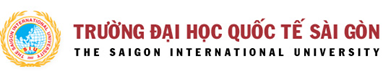 TRƯỜNG ĐẠI HỌC QUỐC TẾ SÀI GÒN
THE SAIGON INTERNATIONAL UNIVERSITY